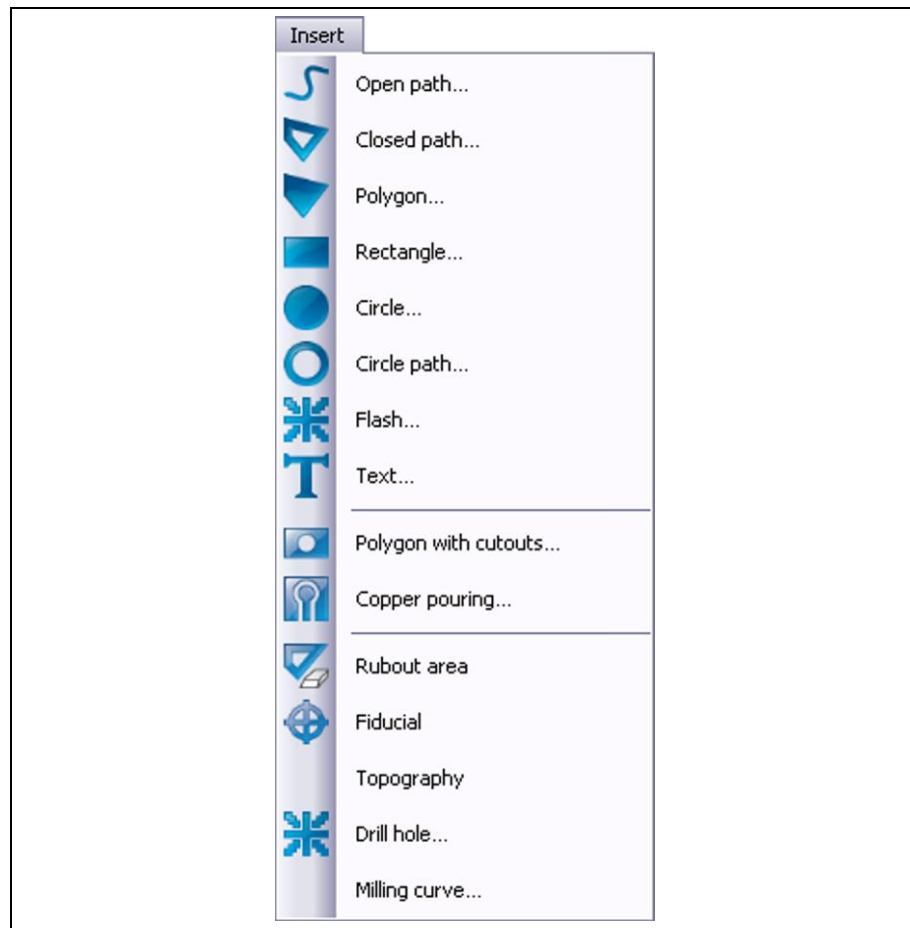 Insert
Open path...
Closed path...
Polygon...
Rectangle...
Circle...
Circle path...
Flash...
Text...
Polygon with cutouts...
Copper pouring...
Rubout area
Fiducial
Topography
Drill hole...
Milling curve...